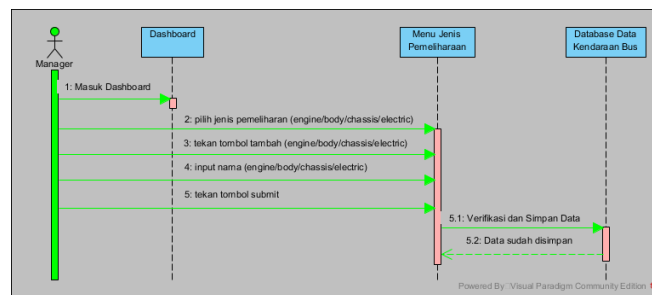 Dashboard
Menu Jenis
Pemeliharaan
Database Data
Kendaraan Bus
Manager
1: Masuk Dashboard
2: pilih jenis pemeliharan (engine/body/chassis/electric)
3: tekan tombol tambah (engine/body/chassis/electric)
4: input nama (engine/body/chassis/electric)
5: tekan tombol submit
5.1: Verifikasi dan Simpan Data
5.2: Data sudah disimpan
Powered By Visual Paradigm Community Edition